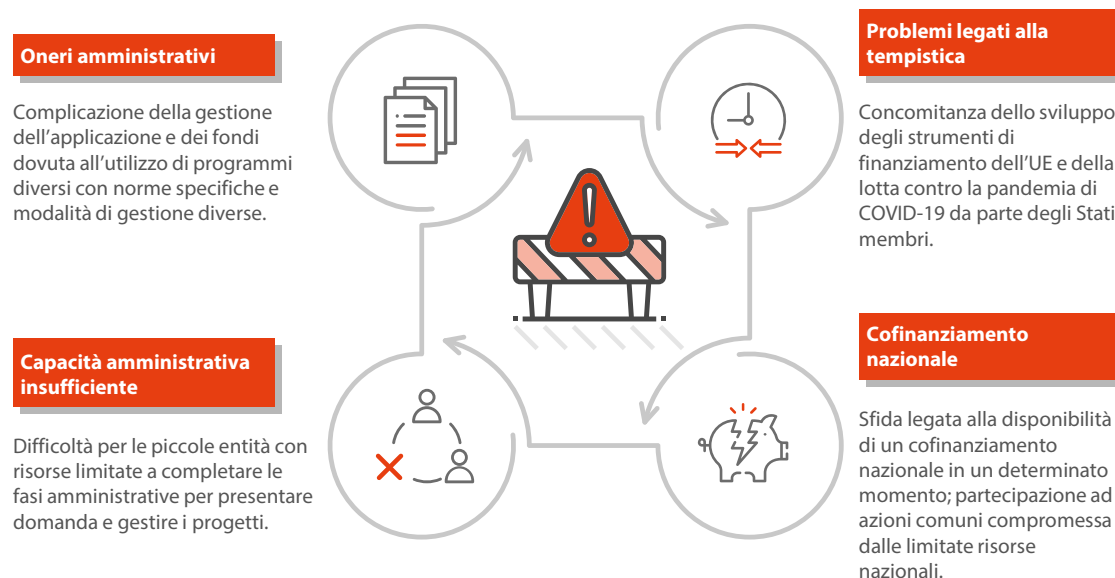 Oneri amministrativi
Complicazione della gestione
dell'applicazione e dei fondi
dovuta all'utilizzo di programmi
diversi con norme specifiche e
modalità di gestione diverse.
Problemi legati alla
tempistica
Concomitanza dello sviluppo
degli strumenti di
finanziamento dell'UE e della
lotta contro la pandemia di
COVID-19 da parte degli Stati
membri.
Capacità amministrativa
insufficiente
Difficoltà per le piccole entità con
risorse limitate a completare le
fasi amministrative per presentare
domanda e gestire i progetti.
Cofinanziamento
nazionale
Sfida legata alla disponibilità
di un cofinanziamento
nazionale in un determinato
momento; partecipazione ad
azioni comuni compromessa
dalle limitate risorse
nazionali.